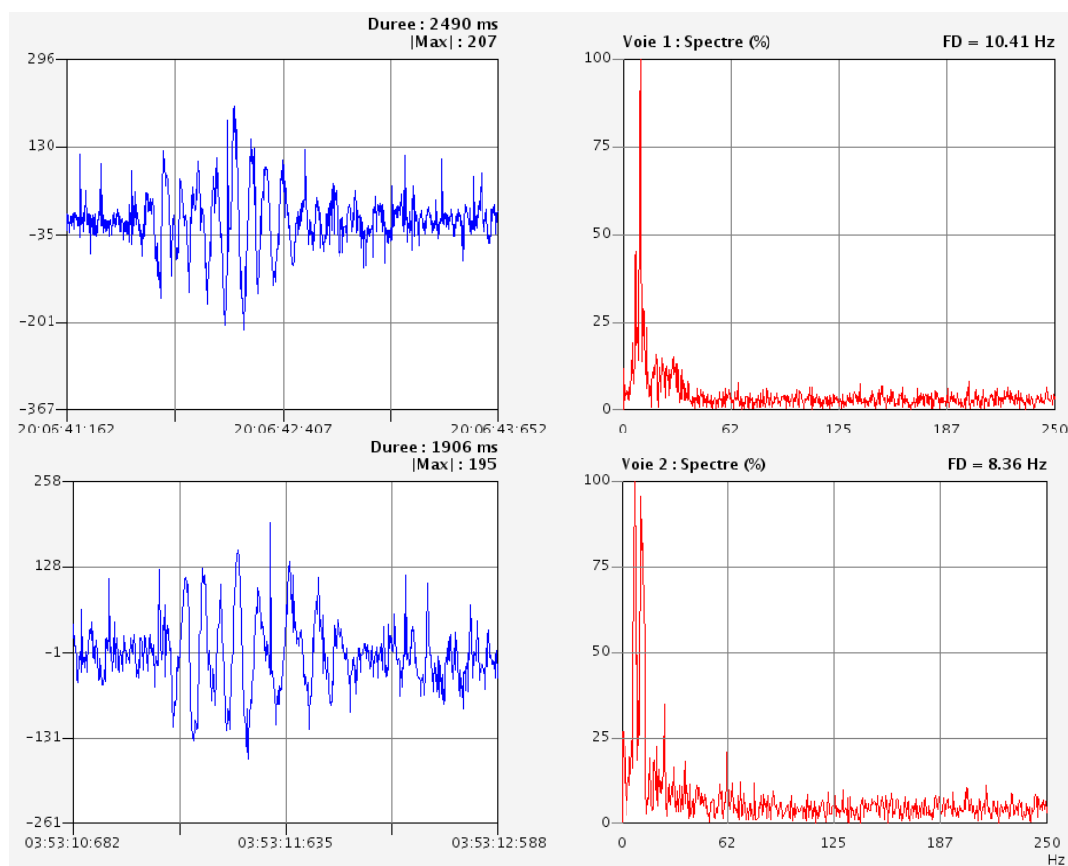 Duree : 2490 ms
|Max| : 207
Voie 1 : Spectre (%) FD = 10.41 Hz
296
130
-35
-201
-367
20:06:41:162 20:06:42:407 20:06:43:652
100
75
50
25
0
0 62 125 187 250
Duree : 1906 ms
|Max| : 195
Voie 2 : Spectre (%) FD = 8.36 Hz
258
128
-1
-131
-261
03:53:10:682 03:53:11:635 03:53:12:588
100
75
50
25
0
0 62 125 187 250
Hz